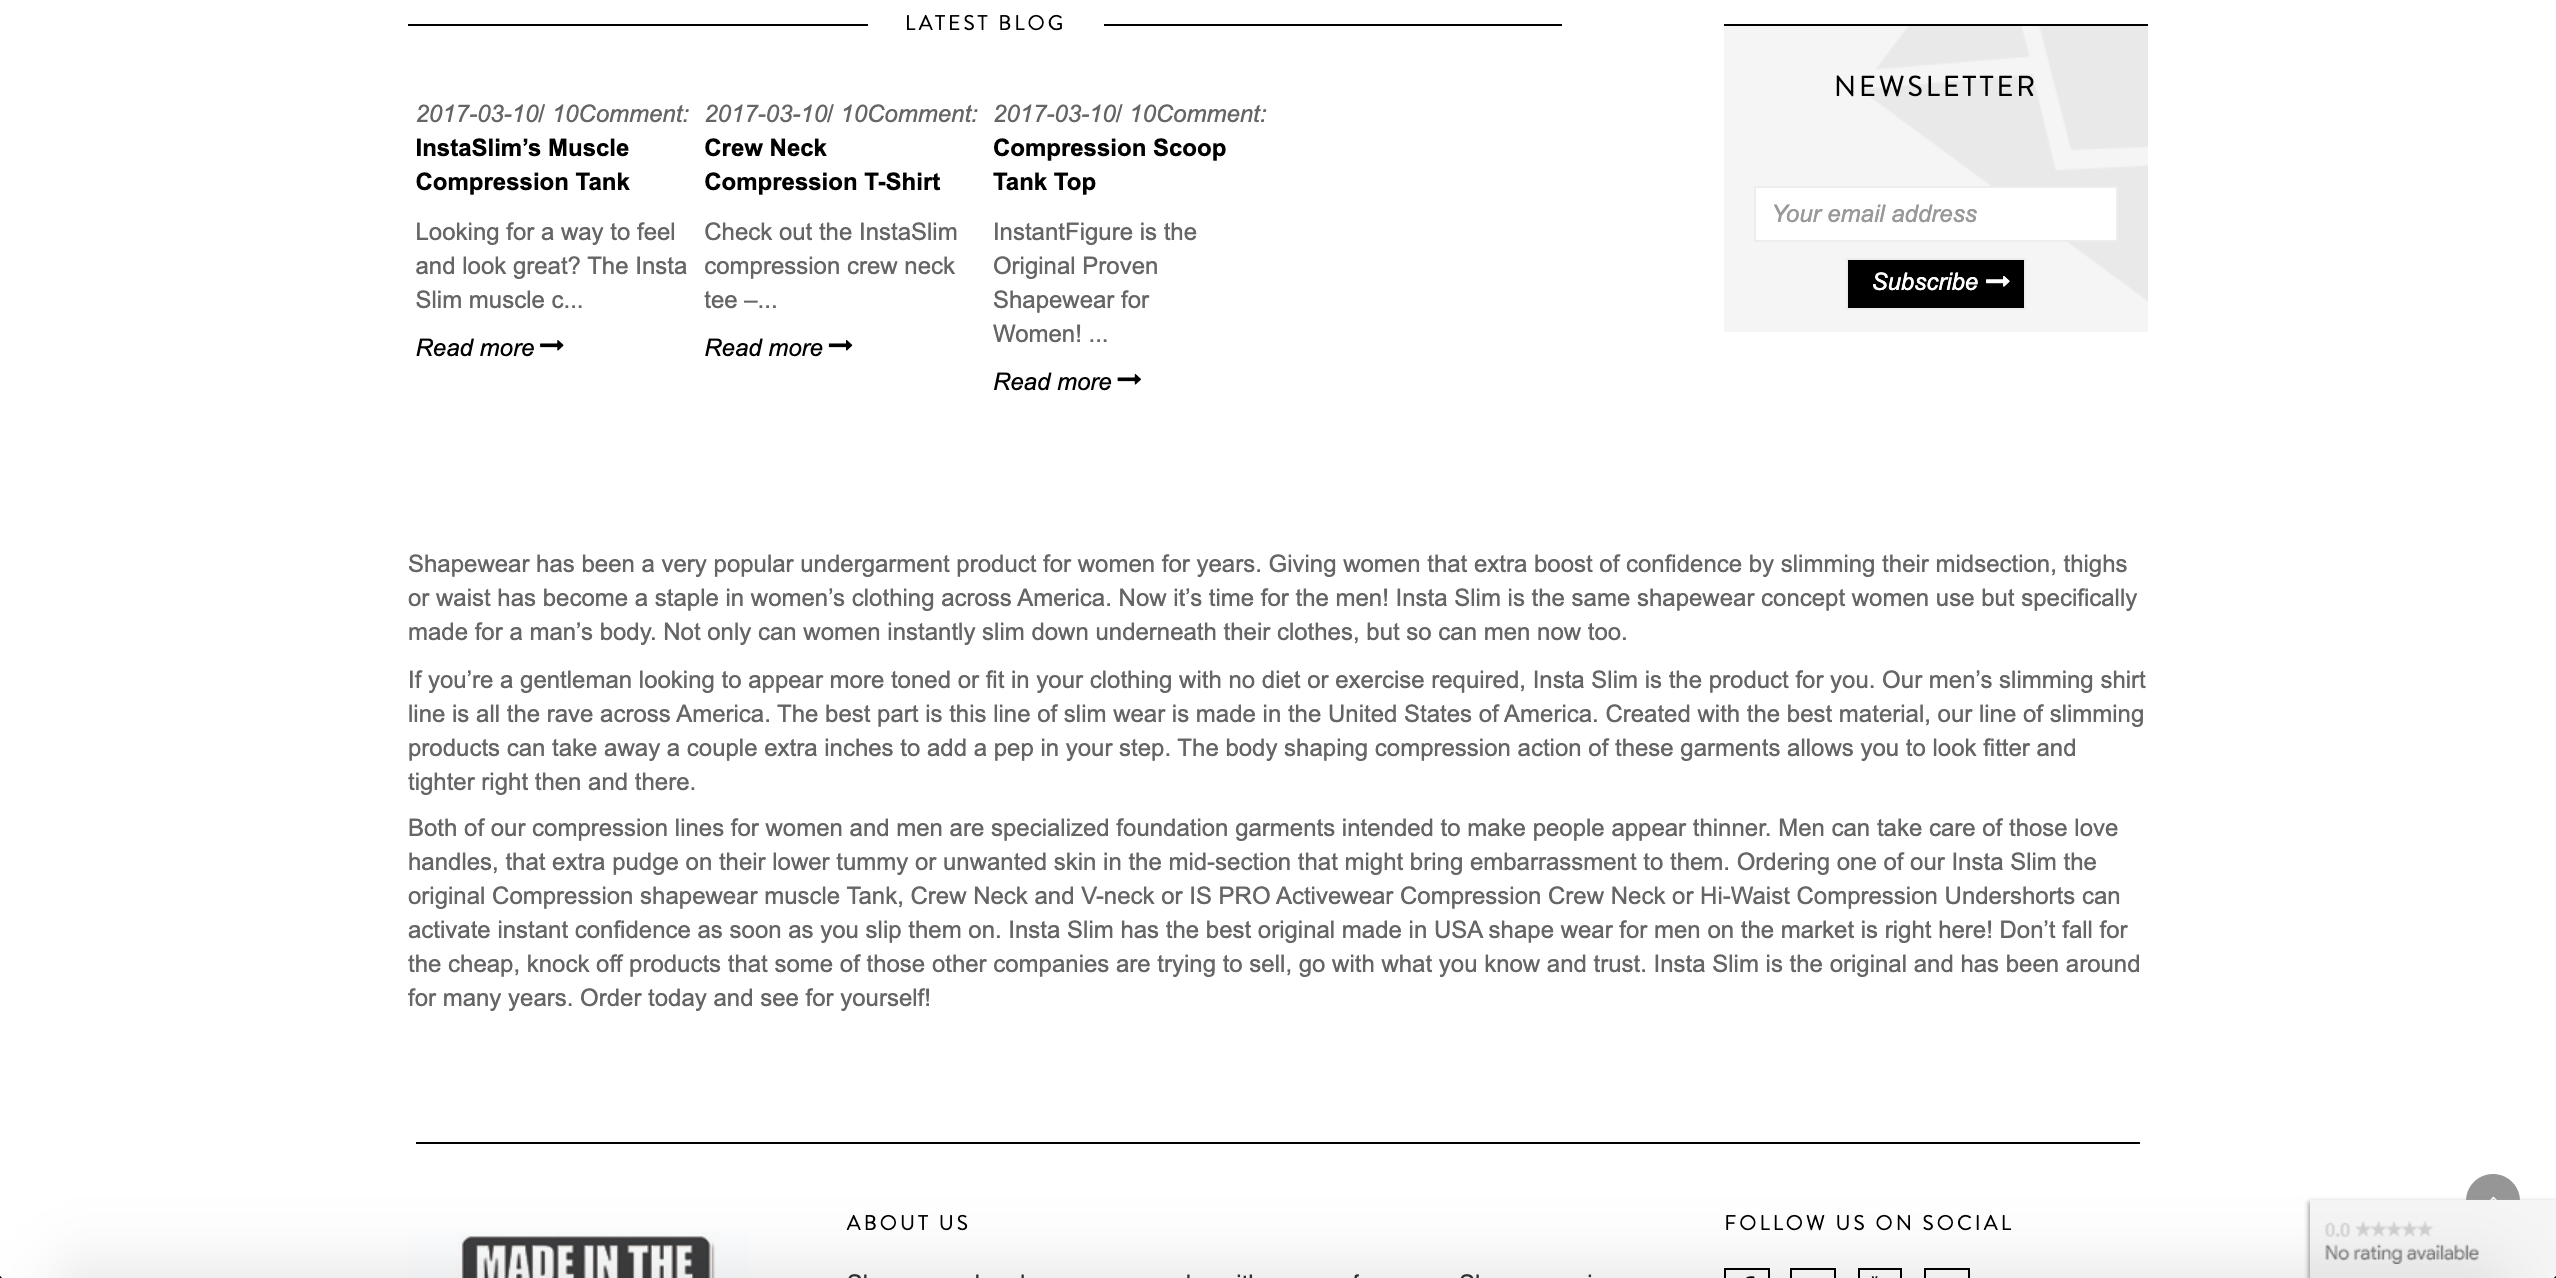 LATEST BLOG
2017-03-10/ 10Comment:
InstaSlim’s Muscle
Compression Tank
Looking for a way to feel
and look great? The Insta
Slim muscle c...
Read more
2017-03-10/ 10Comment:
Crew Neck
Compression T-Shirt
Check out the InstaSlim
compression crew neck
tee –...
Read more
2017-03-10/ 10Comment:
Compression Scoop
Tank Top
InstantFigure is the
Original Proven
Shapewear for
Women! ...
Read more
NEWSLETTER
Your email address
Subscribe
Shapewear has been a very popular undergarment product for women for years. Giving women that extra boost of confidence by slimming their midsection, thighs
or waist has become a staple in women’s clothing across America. Now it’s time for the men! Insta Slim is the same shapewear concept women use but specifically
made for a man’s body. Not only can women instantly slim down underneath their clothes, but so can men now too.
If you’re a gentleman looking to appear more toned or fit in your clothing with no diet or exercise required, Insta Slim is the product for you. Our men’s slimming shirt
line is all the rave across America. The best part is this line of slim wear is made in the United States of America. Created with the best material, our line of slimming
products can take away a couple extra inches to add a pep in your step. The body shaping compression action of these garments allows you to look fitter and
tighter right then and there.
Both of our compression lines for women and men are specialized foundation garments intended to make people appear thinner. Men can take care of those love
handles, that extra pudge on their lower tummy or unwanted skin in the mid-section that might bring embarrassment to them. Ordering one of our Insta Slim the
original Compression shapewear muscle Tank, Crew Neck and V-neck or IS PRO Activewear Compression Crew Neck or Hi-Waist Compression Undershorts can
activate instant confidence as soon as you slip them on. Insta Slim has the best original made in USA shape wear for men on the market is right here! Don’t fall for
the cheap, knock off products that some of those other companies are trying to sell, go with what you know and trust. Insta Slim is the original and has been around
for many years. Order today and see for yourself!
MADE IN THE
ABOUT US
FOLLOW US ON SOCIAL
0.0
No rating available